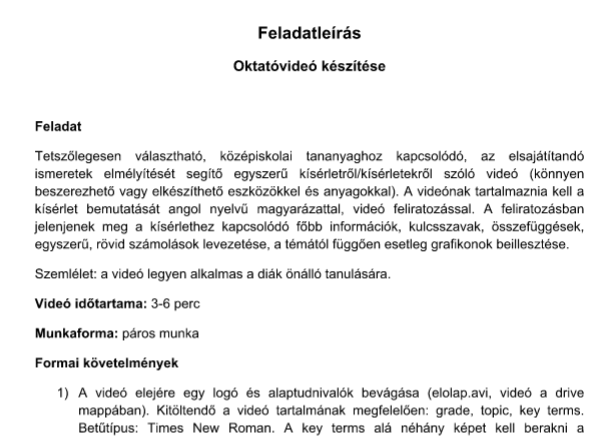 Feladatleírás
Oktatóvideó készítése
Feladat
Tetszőlegesen választható, középiskolai tananyaghoz kapcsolódó, az elsajátítandó
ismeretek elmélyítését segítő egyszerű kísérletről/kísérletekről szóló videó (könnyen
beszerezhető vagy elkészíthető eszközökkel és anyagokkal). A videónak tartalmaznia kell a
kísérlet bemutatását angol nyelvű magyarázattal, videó feliratozással. A feliratozásban
jelenjenek meg a kísérlethez kapcsolódó főbb információk, kulcsszavak, összefüggések,
egyszerű, rövid számolások levezetése, a témától függően esetleg grafikonok beillesztése.
Szemlélet: a videó legyen alkalmas a diák önálló tanulására.
Videó időtartama: 3-6 perc
Munkaforma: páros munka
Formai követelmények
1) A videó elejére egy logó és alaptudnivalók bevágása (elolap.avi, videó a drive
mappában). Kitöltendő a videó tartalmának megfelelően: grade, topic, key terms.
Betűtípus: Times New Roman. A key terms alá néhány képet kell berakni a